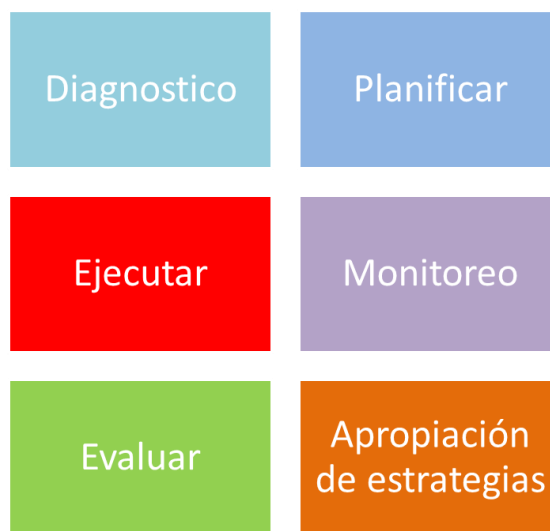 Diagnostico
Planificar
Ejecutar
Monitoreo
Evaluar
Apropiación
de estrategias